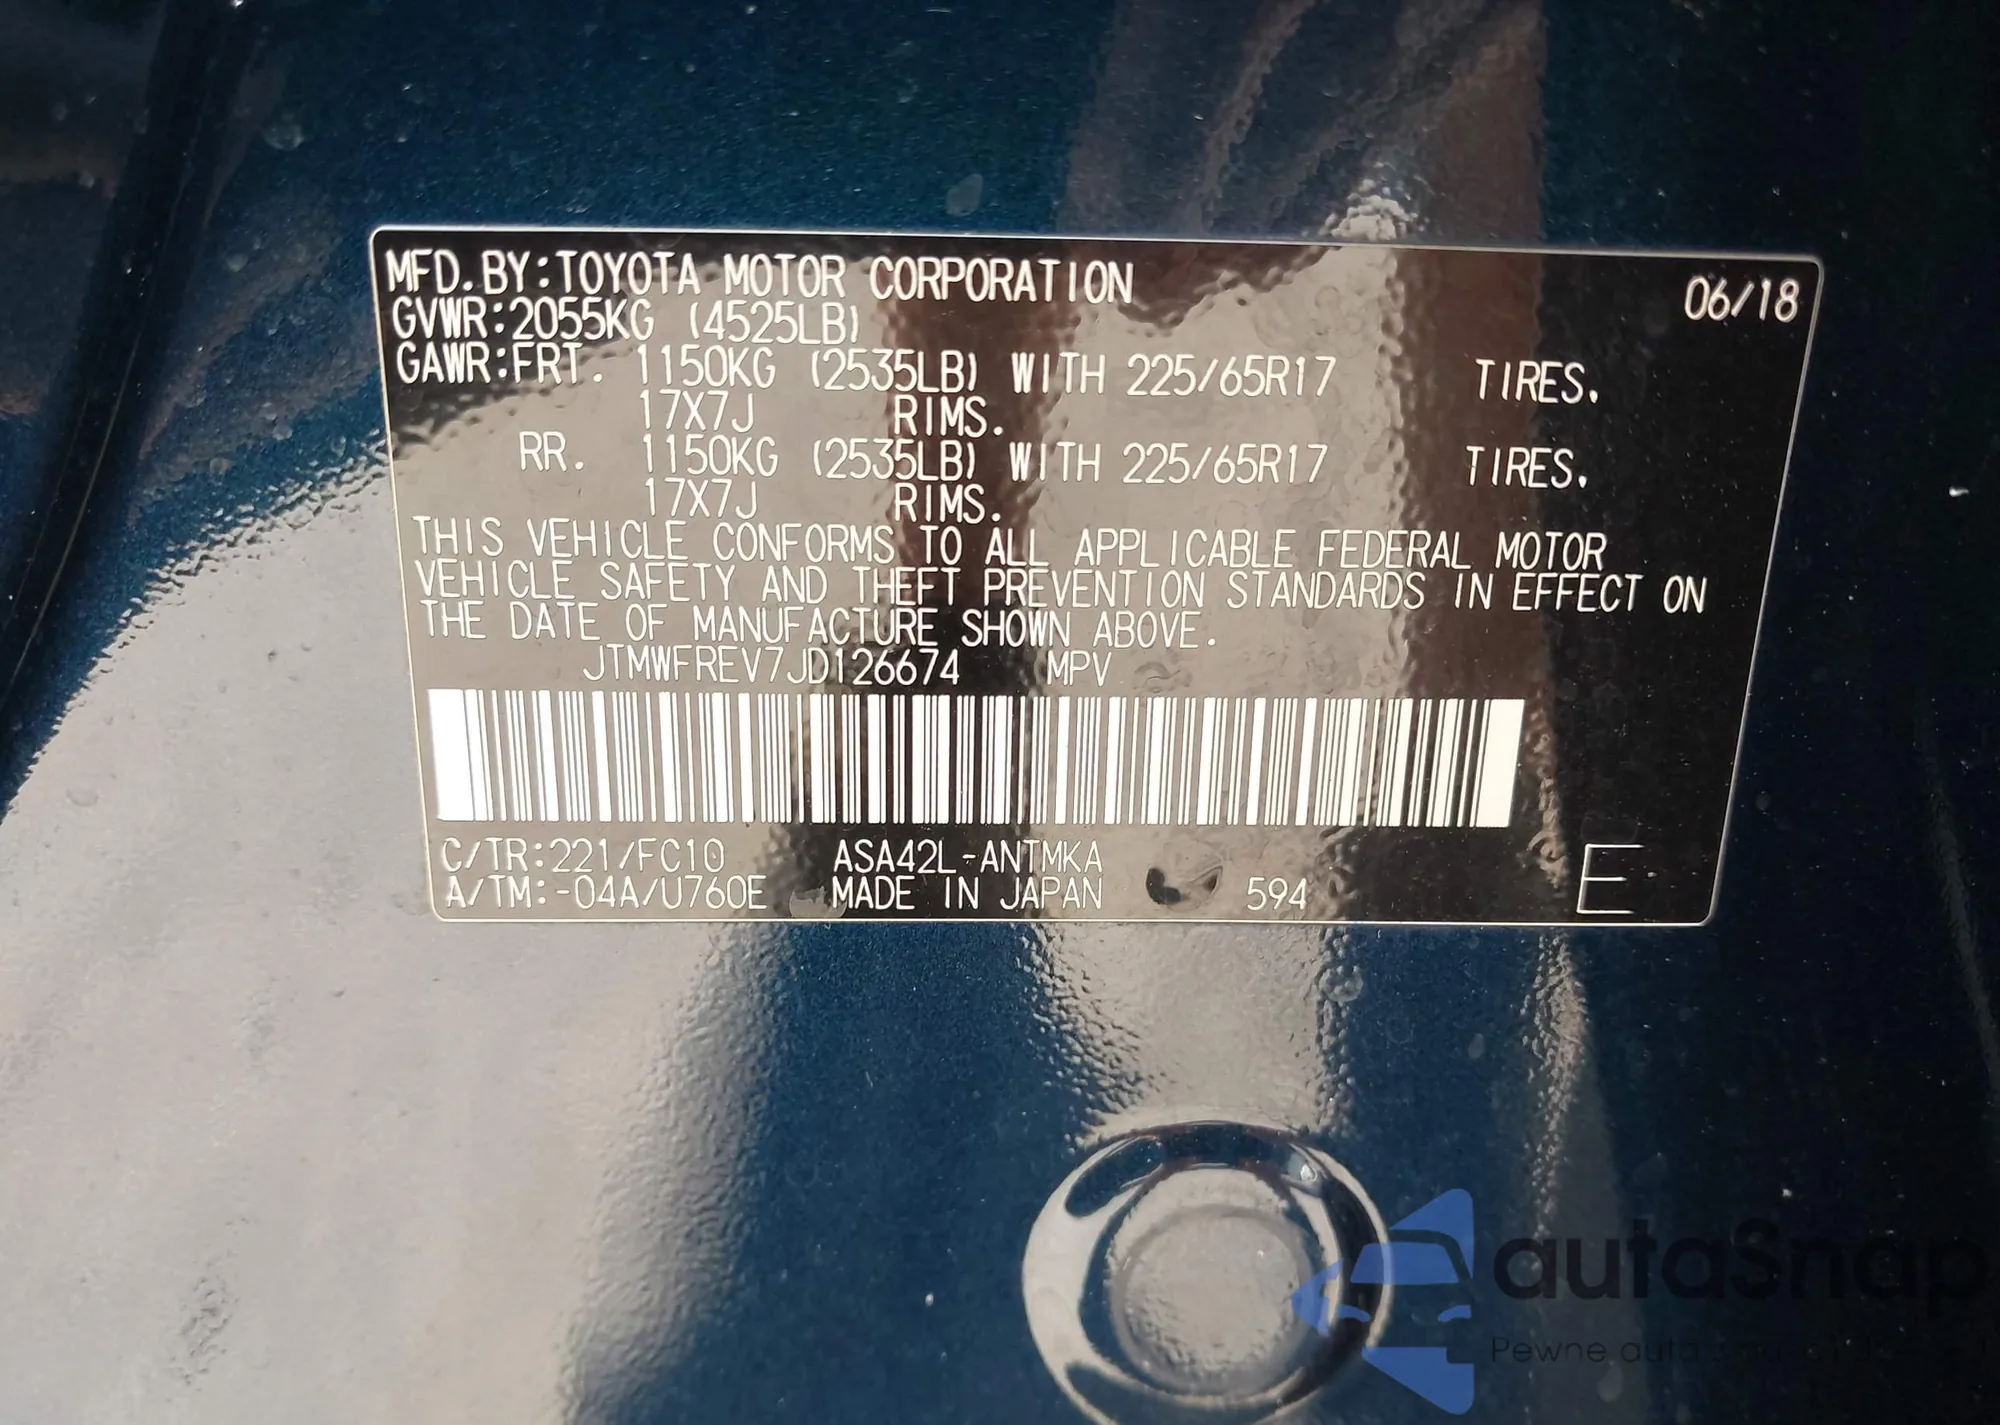 MFD.BY:TOYOTA MOTOR CORPORATION 06/18
GVWR:2055KG (4525LB)
GAWR:FRT. 1150KG (2535LB) WITH 225/65R17 TIRES.
17X7J RIMS.
RR. 1150KG (2535LB) WITH 225/65R17 TIRES.
17X7J RIMS.
THIS VEHICLE CONFORMS TO ALL APPLICABLE FEDERAL MOTOR
VEHICLE SAFETY AND THEFT PREVENTION STANDARDS IN EFFECT ON
THE DATE OF MANUFACTURE SHOWN ABOVE.
JTMWFREV7JD126674 MPV
C/TR:221/FC10 ASA42L-ANTMKA
A/TM:-04A/U760E MADE IN JAPAN 594 E
autaSnap
Pewne auta